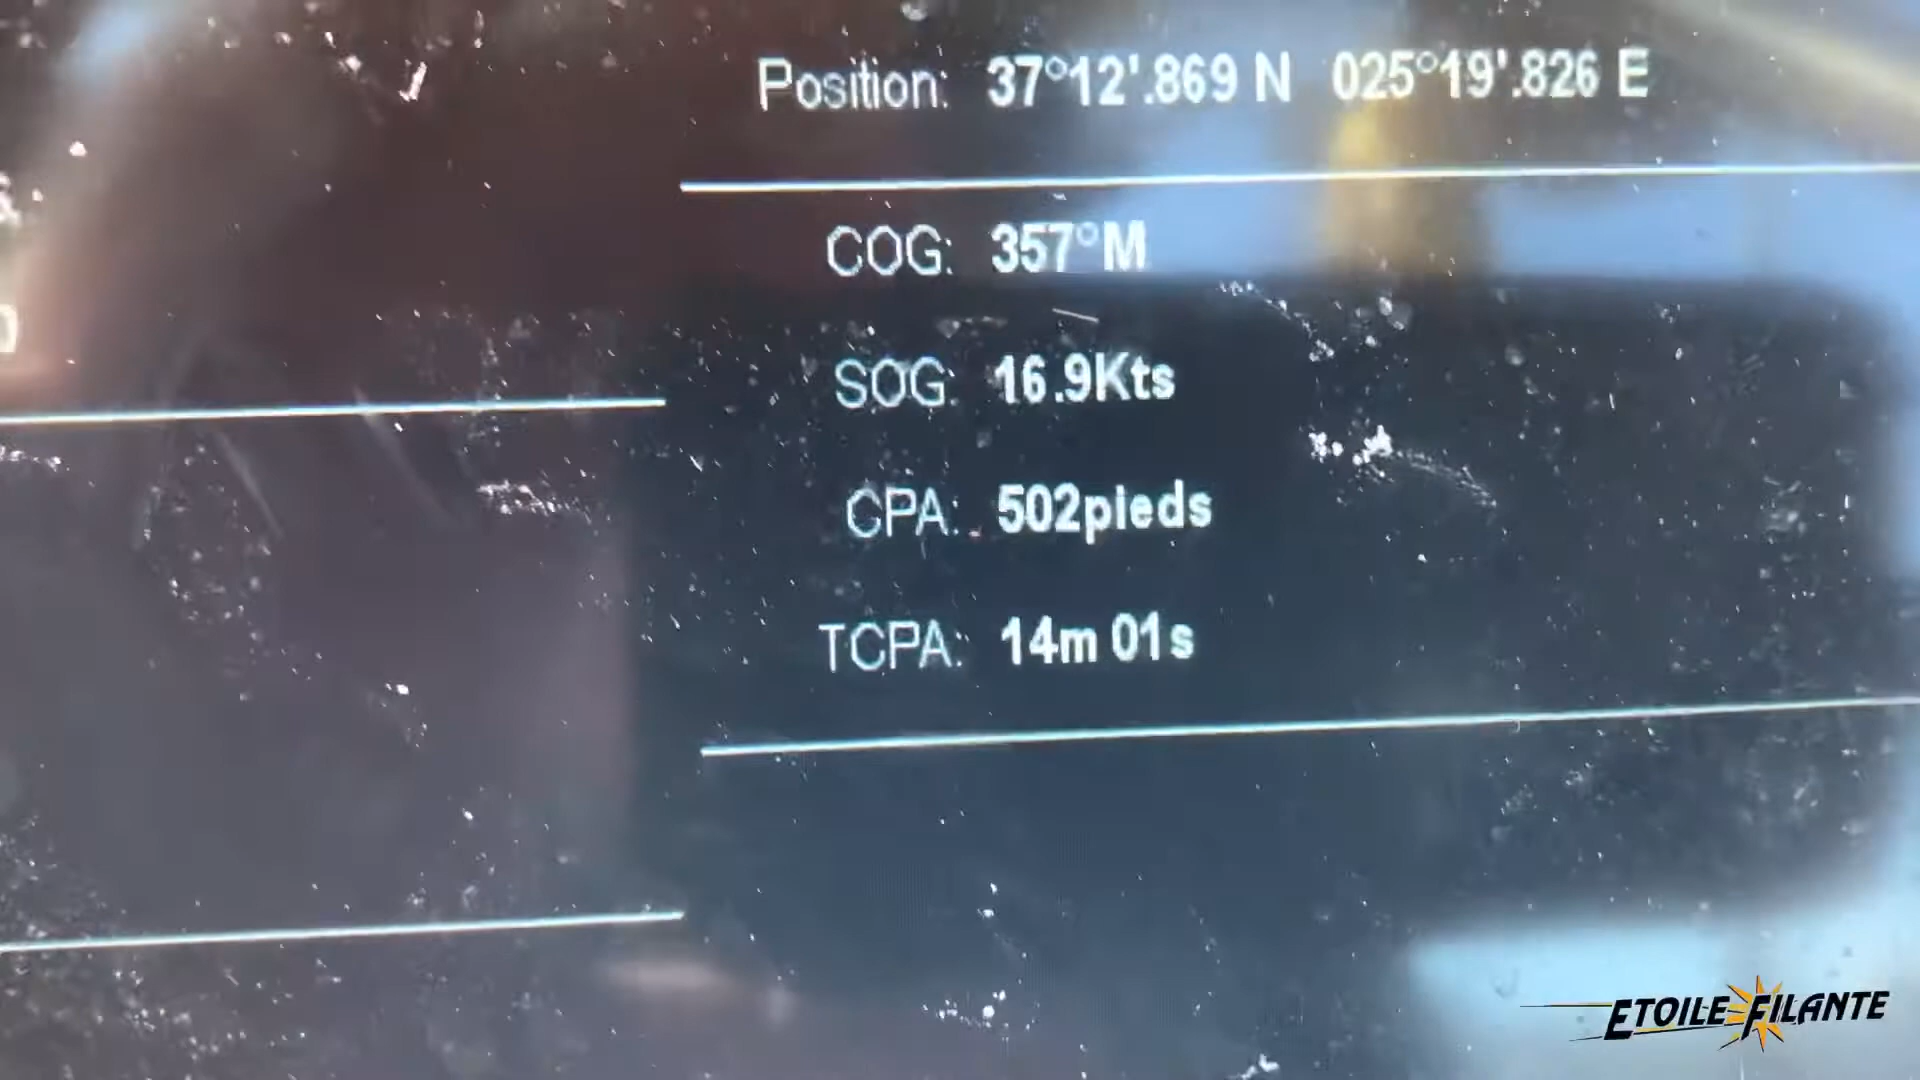 Position: 37°12'.869 N 025°19'.826 E
COG: 357°M
SOG: 16.9Kts
CPA: 502pieds
TCPA: 14m 01s
ETOILE FILANTE